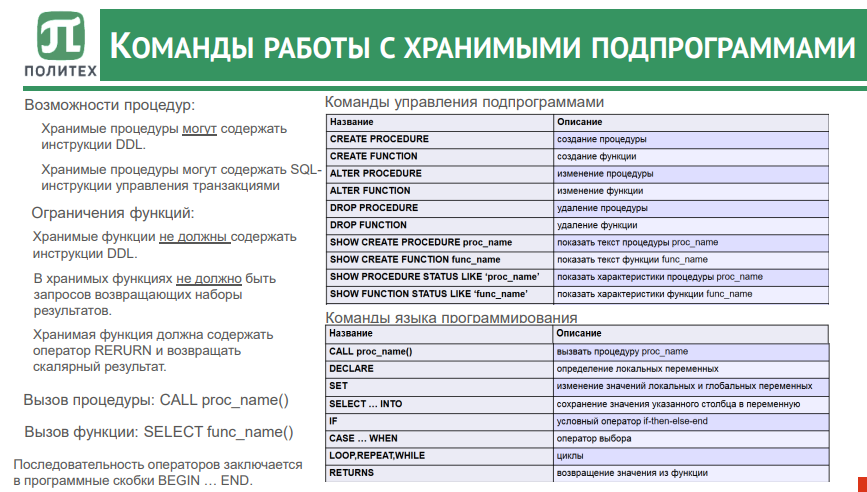 ПОЛИТЕХ
КОМАНДЫ РАБОТЫ С ХРАНИМЫМИ ПОДПРОГРАММАМИ
Возможности процедур:
Хранимые процедуры могут содержать
инструкции DDL.
Хранимые процедуры могут содержать SQL-
инструкции управления транзакциями
Ограничения функций:
Хранимые функции не должны содержать
инструкции DDL.
В хранимых функциях не должно быть
запросов возвращающих наборы
результатов.
Хранимая функция должна содержать
оператор RERURN и возвращать
скалярный результат.
Вызов процедуры: CALL proc_name()
Вызов функции: SELECT func_name()
Последовательность операторов заключается
в программные скобки BEGIN … END.
Команды управления подпрограммами
Название Описание
CREATE PROCEDURE создание процедуры
CREATE FUNCTION создание функции
ALTER PROCEDURE изменение процедуры
ALTER FUNCTION изменение функции
DROP PROCEDURE удаление процедуры
DROP FUNCTION удаление функции
SHOW CREATE PROCEDURE proc_name показать текст процедуры proc_name
SHOW CREATE FUNCTION func_name показать текст функции func_name
SHOW PROCEDURE STATUS LIKE ‘proc_name’ показать характеристики процедуры proc_name
SHOW FUNCTION STATUS LIKE ‘func_name’ показать характеристики функции func_name
Команды языка программирования
Название Описание
CALL proc_name() вызвать процедуру proc_name
DECLARE определение локальных переменных
SET изменение значений локальных и глобальных переменных
SELECT … INTO сохранение значения указанного столбца в переменную
IF условный оператор if-then-else-end
CASE … WHEN оператор выбора
LOOP,REPEAT,WHILE циклы
RETURNS возвращение значения из функции